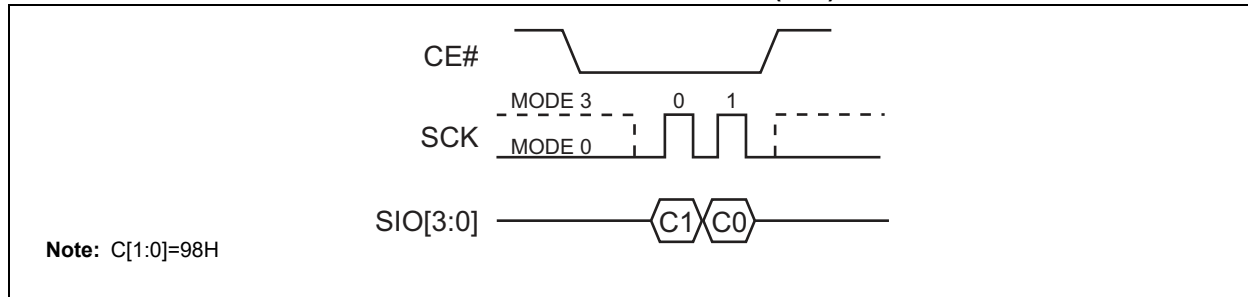 CE#
MODE 3 0 1
SCK
MODE 0
SIO[3:0] C1 C0
Note: C[1:0]=98H